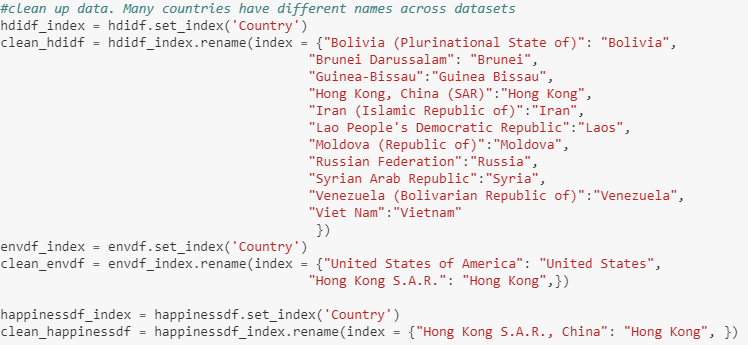 #clean up data. Many countries have different names across datasets
hdidf_index = hdidf.set_index('Country')
clean_hdidf = hdidf_index.rename(index = {"Bolivia (Plurinational State of)": "Bolivia",
"Brunei Darussalam": "Brunei",
"Guinea-Bissau":"Guinea Bissau",
"Hong Kong, China (SAR)":"Hong Kong",
"Iran (Islamic Republic of)":"Iran",
"Lao People's Democratic Republic":"Laos",
"Moldova (Republic of)":"Moldova",
"Russian Federation":"Russia",
"Syrian Arab Republic":"Syria",
"Venezuela (Bolivarian Republic of)":"Venezuela",
"Viet Nam":"Vietnam"
})
envdf_index = envdf.set_index('Country')
clean_envdf = envdf_index.rename(index = {"United States of America": "United States",
"Hong Kong S.A.R.": "Hong Kong",})
happinessdf_index = happinessdf.set_index('Country')
clean_happinessdf = happinessdf_index.rename(index = {"Hong Kong S.A.R., China": "Hong Kong", })